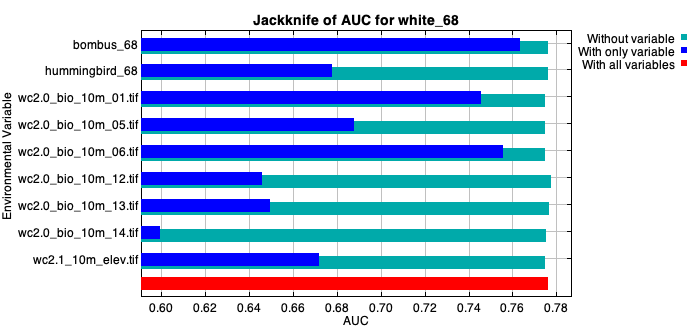 Jackknife of AUC for white_68
Without variable
With only variable
With all variables
Environmental Variable
bombus_68
hummingbird_68
wc2.0_bio_10m_01.tif
wc2.0_bio_10m_05.tif
wc2.0_bio_10m_06.tif
wc2.0_bio_10m_12.tif
wc2.0_bio_10m_13.tif
wc2.0_bio_10m_14.tif
wc2.1_10m_elev.tif
0.60 0.62 0.64 0.66 0.68 0.70 0.72 0.74 0.76 0.78
AUC